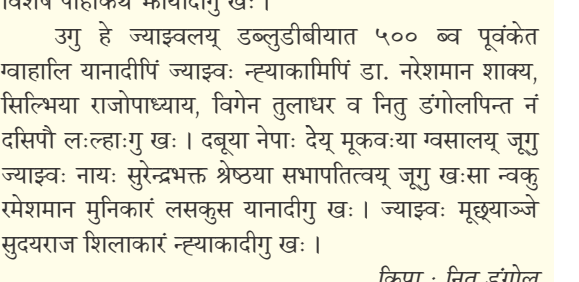 विशेष पाहाकथं झायादीगु खः ।
उगु हे ज्याझ्वलय् डब्लुडीबीयात ५०० ब्व पूवंकेत
ग्वाहालि यानादीपिं ज्याझ्वः न्ह्याकामिपिं डा. नरेशमान शाक्य,
सिल्भिया राजोपाध्याय, विगेन तुलाधर व नितु डंगोलपिन्त नं
दसिपौ लःल्हाःगु खः । दबूया नेपाः देय् मूकवःया ग्वसालय् जूगु
ज्याझ्वः नायः सुरेन्द्रभक्त श्रेष्ठया सभापतित्वय् जूगु खःसा न्वकु
रमेशमान मुनिकारं लसकुस यानादीगु खः । ज्याझ्वः मूछ्याञ्जे
सुदयराज शिलाकारं न्ह्याकादीगु खः ।
किपा : नितु डंगोल